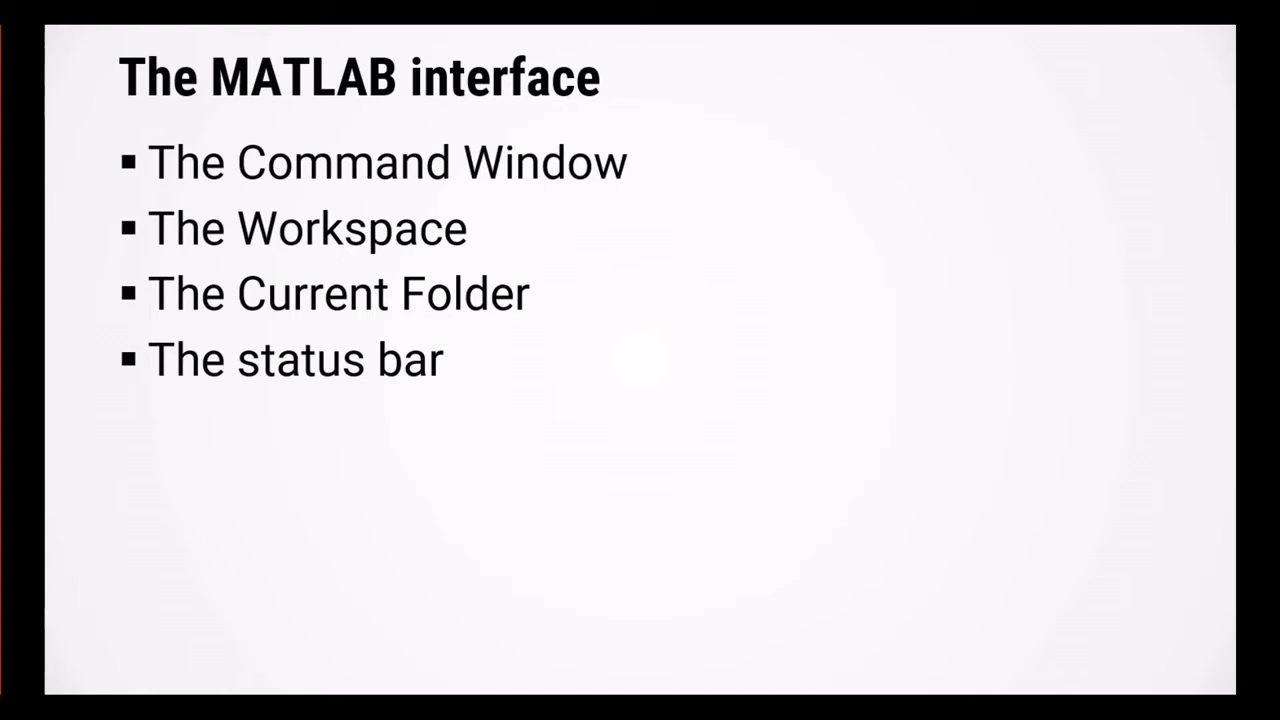 The MATLAB interface
▪ The Command Window
▪ The Workspace
▪ The Current Folder
▪ The status bar